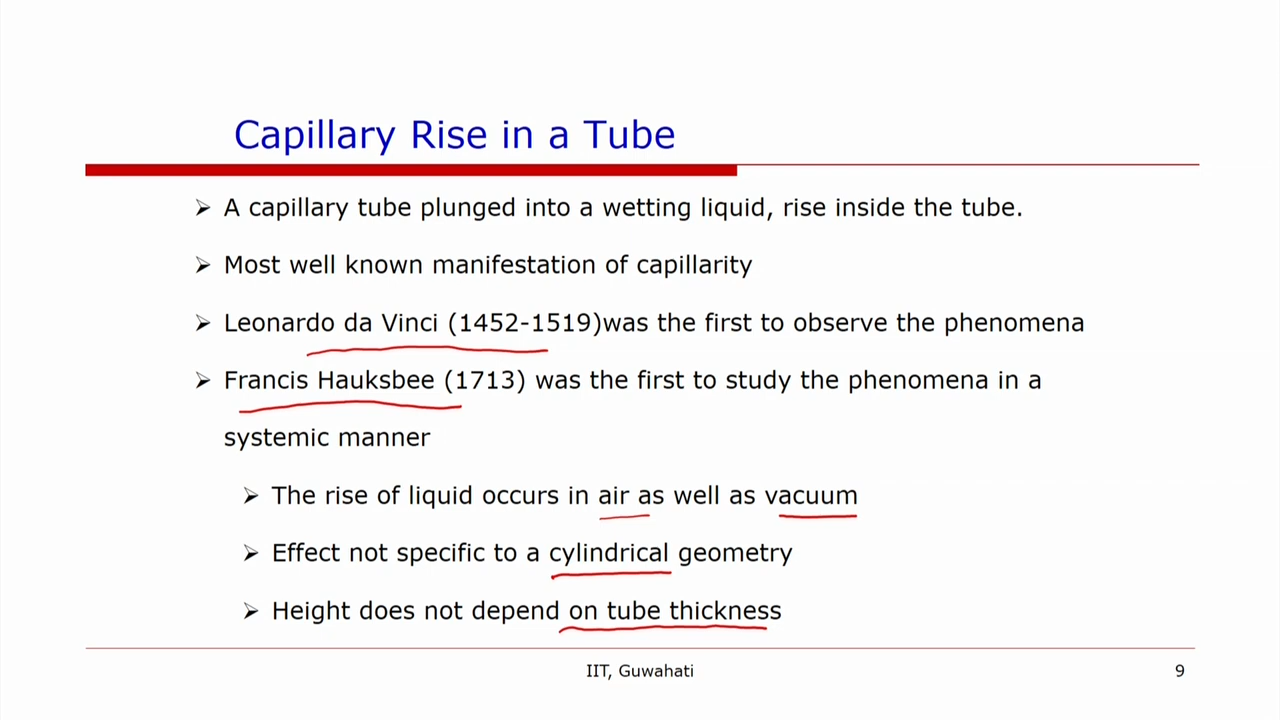 Capillary Rise in a Tube
A capillary tube plunged into a wetting liquid, rise inside the tube.
Most well known manifestation of capillarity
Leonardo da Vinci (1452-1519)was the first to observe the phenomena
Francis Hauksbee (1713) was the first to study the phenomena in a
systemic manner
The rise of liquid occurs in air as well as vacuum
Effect not specific to a cylindrical geometry
Height does not depend on tube thickness
IIT, Guwahati
9